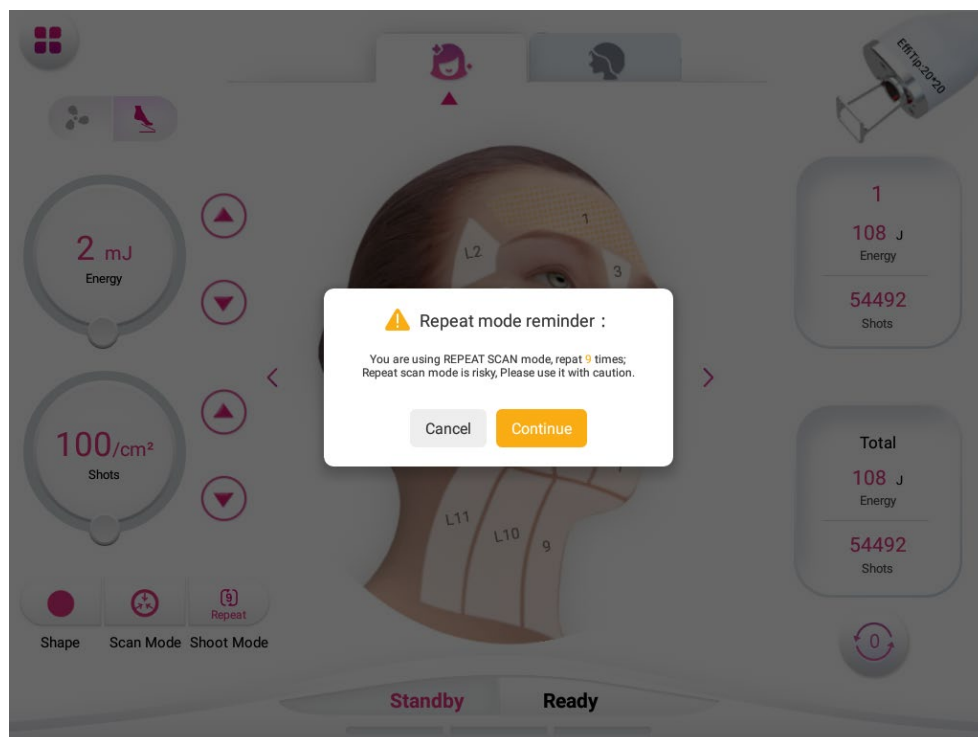 EffiTip:20*20
1
L2
3
2 mJ
Energy
1
108 J
Energy
54492
Shots
Repeat mode reminder :
You are using REPEAT SCAN mode, repat 9 times;
Repeat scan mode is risky, Please use it with caution.
Cancel
Continue
100/cm²
Shots
Total
108 J
Energy
54492
Shots
L11
L10
9
9
Repeat
Shape
Scan Mode
Shoot Mode
0
Standby
Ready